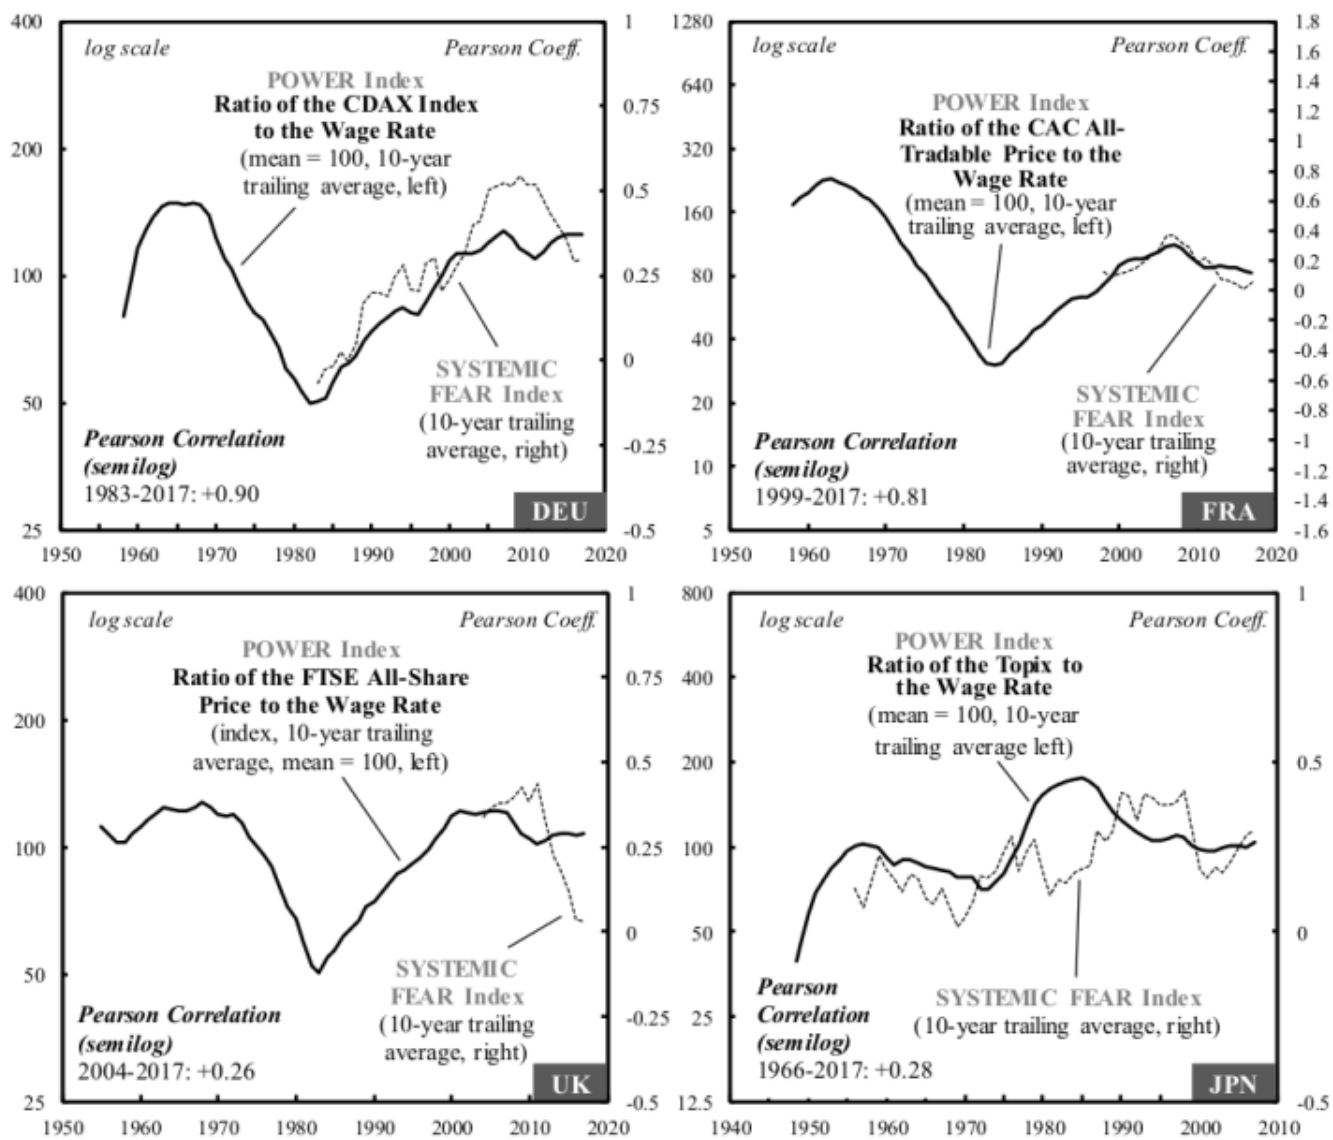 400
200
100
50
25
log scale
Pearson Coeff.
POWER Index
Ratio of the CDAX Index
to the Wage Rate
(mean = 100, 10-year
trailing average, left)
SYSTEMIC
FEAR Index
(10-year trailing
average, right)
Pearson Correlation
(semilog)
1983-2017: +0.90
DEU
1
0.75
0.5
0.25
0
-0.25
-0.5
1950 1960 1970 1980 1990 2000 2010 2020
1280
640
320
160
80
40
20
10
5
log scale
Pearson Coeff.
POWER Index
Ratio of the CAC All-
Tradable Price to the
Wage Rate
(mean = 100, 10-year
trailing average, left)
SYSTEMIC
FEAR Index
(10-year trailing
average, right)
Pearson Correlation
(semilog)
1999-2017: +0.81
FRA
1.8
1.6
1.4
1.2
1
0.8
0.6
0.4
0.2
0
-0.2
-0.4
-0.6
-0.8
-1
-1.2
-1.4
-1.6
1950 1960 1970 1980 1990 2000 2010 2020
400
200
100
50
25
log scale
Pearson Coeff.
POWER Index
Ratio of the FTSE All-Share
Price to the Wage Rate
(index, 10-year trailing
average, mean = 100, left)
SYSTEMIC
FEAR Index
(10-year trailing
average, right)
Pearson Correlation
(semilog)
2004-2017: +0.26
UK
1
0.75
0.5
0.25
0
-0.25
-0.5
1950 1960 1970 1980 1990 2000 2010 2020
800
400
200
100
50
25
12.5
log scale
Pearson Coeff.
POWER Index
Ratio of the Topix to
the Wage Rate
(mean = 100, 10-year
trailing average left)
SYSTEMIC FEAR Index
(10-year trailing average, right)
Pearson
Correlation
(semilog)
1966-2017: +0.28
JPN
1
0.5
0
-0.5
1940 1950 1960 1970 1980 1990 2000 2010